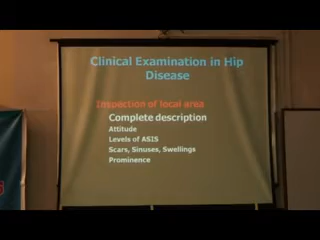 Clinical Examination in Hip
Disease
Inspection of local area
Complete description
Attitude
Levels of ASIS
Scars, Sinuses, Swellings
Prominence